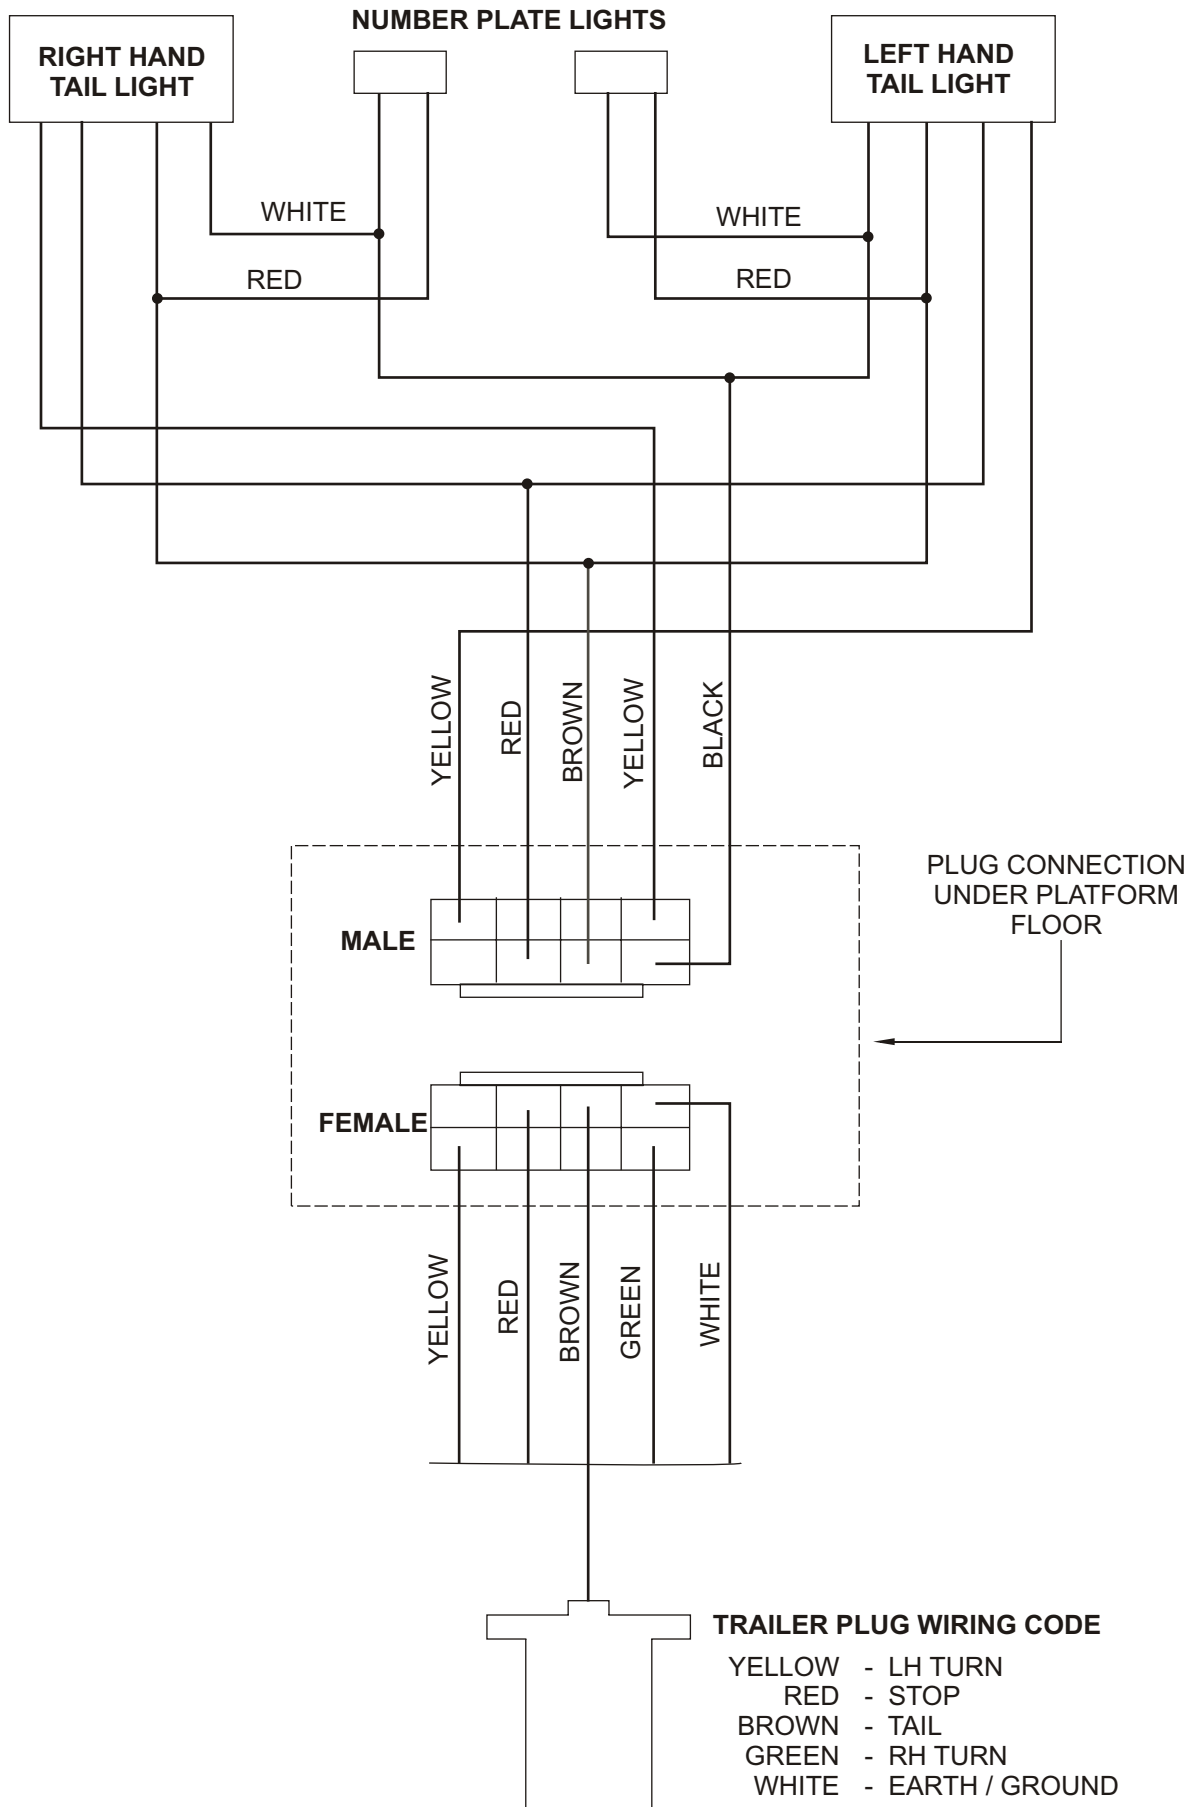 NUMBER PLATE LIGHTS
RIGHT HAND
TAIL LIGHT
LEFT HAND
TAIL LIGHT
WHITE
WHITE
RED
RED
YELLOW
RED
BROWN
YELLOW
BLACK
PLUG CONNECTION
UNDER PLATFORM
FLOOR
MALE
FEMALE
YELLOW
RED
BROWN
GREEN
WHITE
TRAILER PLUG WIRING CODE
YELLOW - LH TURN
RED - STOP
BROWN - TAIL
GREEN - RH TURN
WHITE - EARTH / GROUND